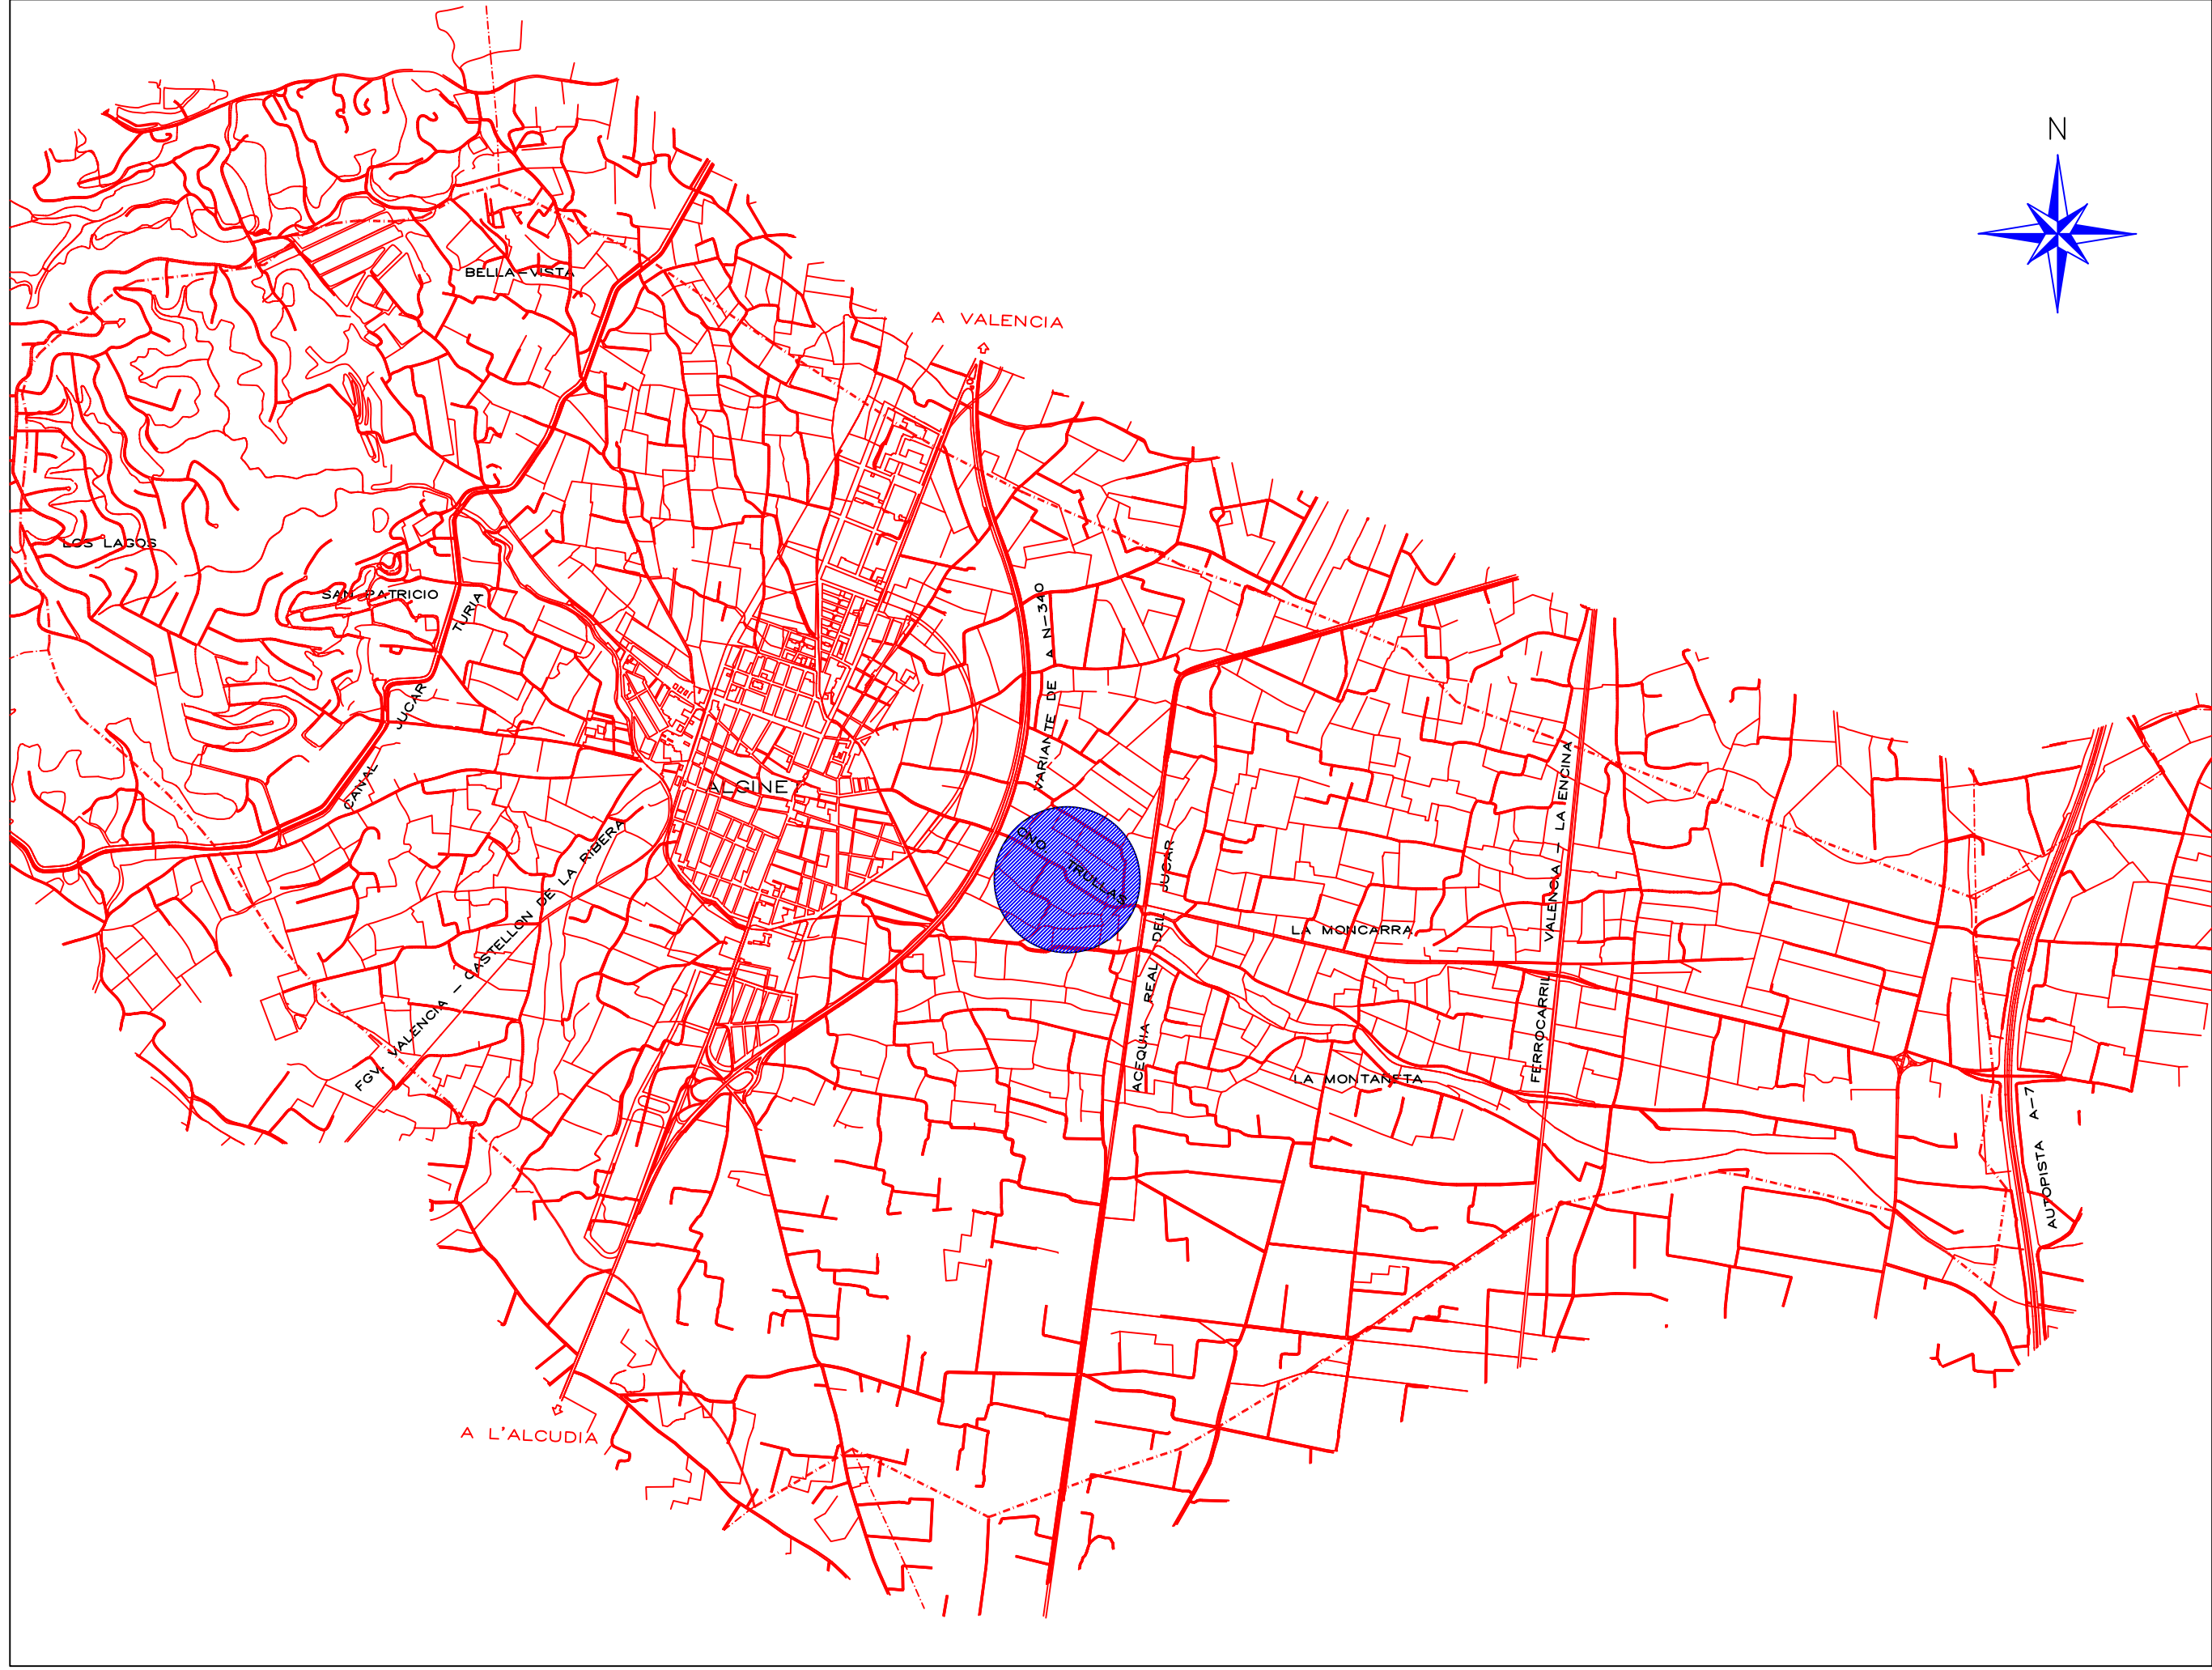 N
BELLA-VISTA
A VALENCIA
LOS LAGOS
SAN PATRICIO
CANAL JUCAR TURIA
VARIANTE DE A N-340
ALGINE
CNO TRULLAS
ACEQUIA REAL DEL JUCAR
FERROCARRIL VALENCIA - LA ENCINA
LA MONCARRA
FGV. VALENCIA - CASTELLON DE LA RIBERA
LA MONTAÑETA
AUTOPISTA A-7
A L'ALCUDIA